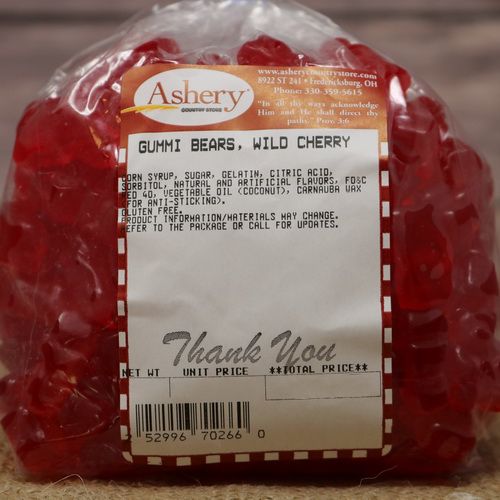 Ashery
COUNTRY STORE
www.asherycountrystore.com
8922 ST 241 • Fredericksburg, OH
Phone: 330-359-5615
"In all thy ways acknowledge
Him and He shall direct thy
paths." Prov. 3:6
GUMMI BEARS, WILD CHERRY
ORN SYRUP, SUGAR, GELATIN, CITRIC ACID,
SORBITOL, NATURAL AND ARTIFICIAL FLAVORS, FD&C
ED 40, VEGETABLE OIL (COCONUT), CARNAUBA WAX
(FOR ANTI-STICKING).
GLUTEN FREE.
PRODUCT INFORMATION/MATERIALS MAY CHANGE.
EFER TO THE PACKAGE OR CALL FOR UPDATES.
Thank You
NET WT UNIT PRICE **TOTAL PRICE**
2 52996 70266 0